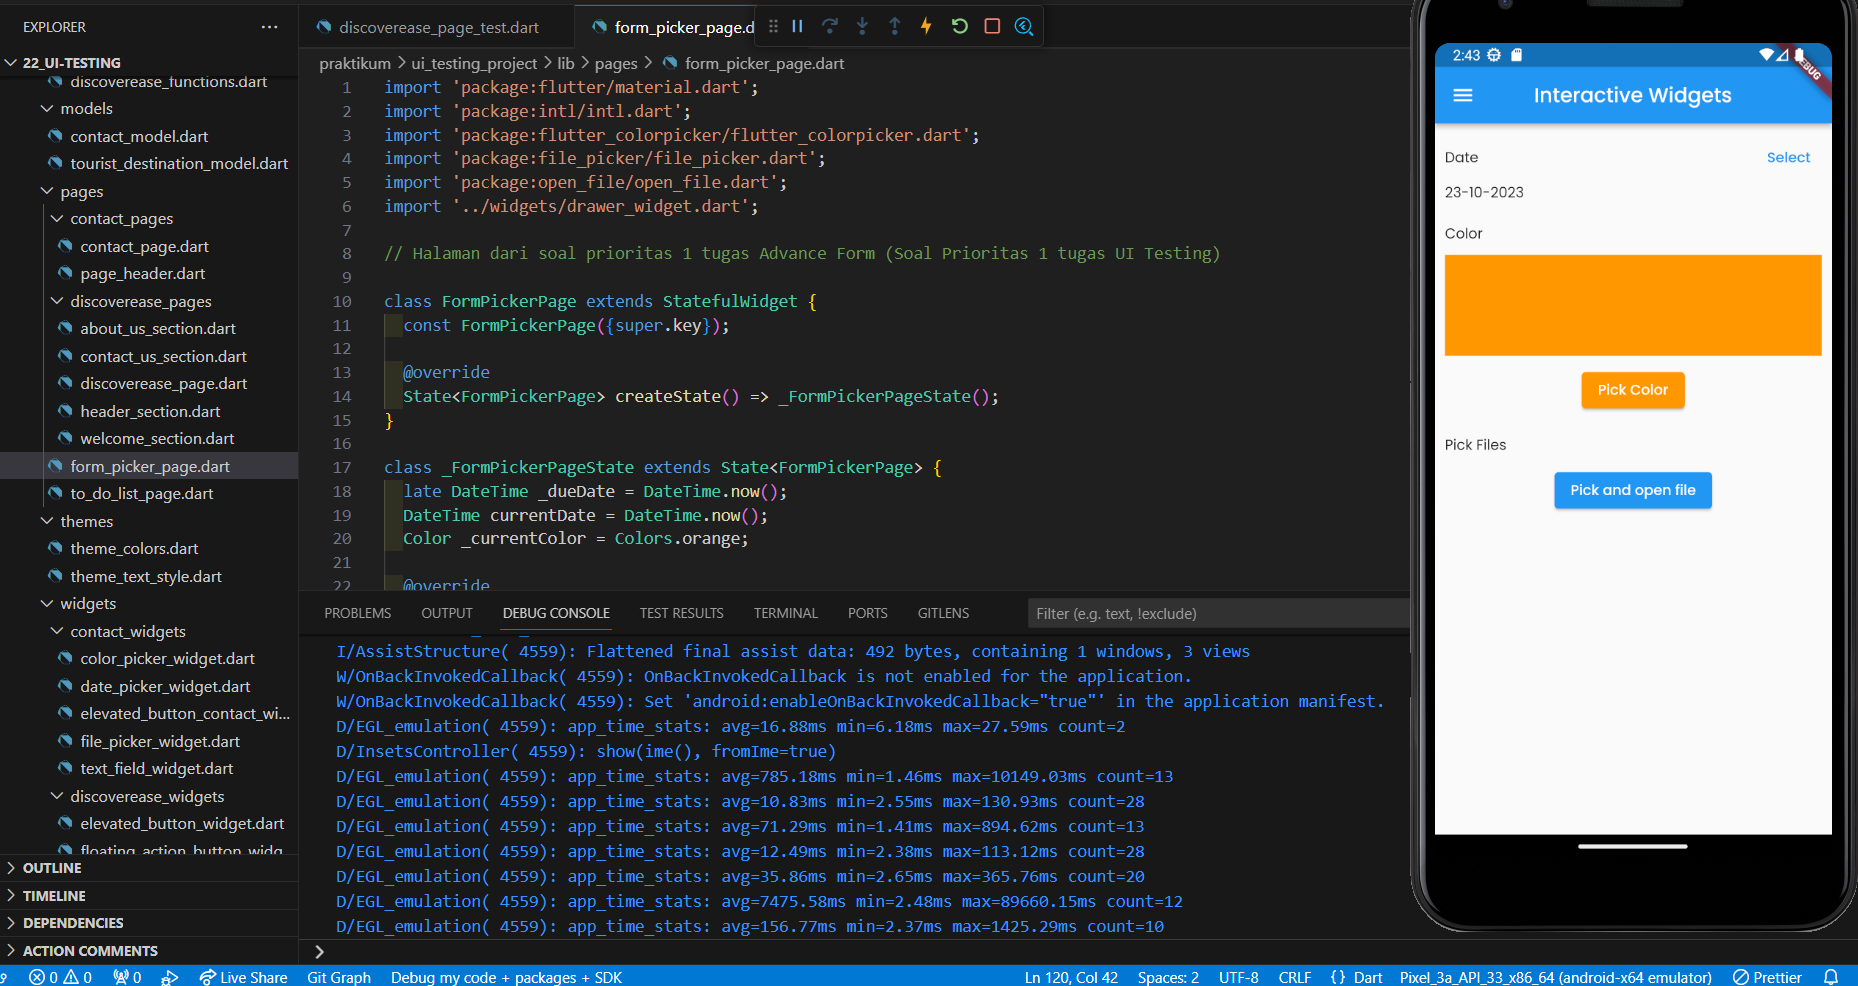 EXPLORER
22_UI-TESTING
discoverease_functions.dart
models
contact_model.dart
tourist_destination_model.dart
pages
contact_pages
contact_page.dart
page_header.dart
discoverease_pages
about_us_section.dart
contact_us_section.dart
discoverease_page.dart
header_section.dart
welcome_section.dart
form_picker_page.dart
to_do_list_page.dart
themes
theme_colors.dart
theme_text_style.dart
widgets
contact_widgets
color_picker_widget.dart
date_picker_widget.dart
elevated_button_contact_wi...
file_picker_widget.dart
text_field_widget.dart
discoverease_widgets
elevated_button_widget.dart
floating_action_button_widg
OUTLINE
TIMELINE
DEPENDENCIES
ACTION COMMENTS
discoverease_page_test.dart
form_picker_page.d
praktikum > ui_testing_project > lib > pages > form_picker_page.dart
1 import 'package:flutter/material.dart';
2 import 'package:intl/intl.dart';
3 import 'package:flutter_colorpicker/flutter_colorpicker.dart';
4 import 'package:file_picker/file_picker.dart';
5 import 'package:open_file/open_file.dart';
6 import '../widgets/drawer_widget.dart';
7
8 // Halaman dari soal prioritas 1 tugas Advance Form (Soal Prioritas 1 tugas UI Testing)
9
10 class FormPickerPage extends StatefulWidget {
11 const FormPickerPage({super.key});
12
13 @override
14 State<FormPickerPage> createState() => _FormPickerPageState();
15 }
16
17 class _FormPickerPageState extends State<FormPickerPage> {
18 late DateTime _dueDate = DateTime.now();
19 DateTime currentDate = DateTime.now();
20 Color _currentColor = Colors.orange;
21
22 @override
PROBLEMS OUTPUT DEBUG CONSOLE TEST RESULTS TERMINAL PORTS GITLENS Filter (e.g. text, !exclude)
I/AssistStructure( 4559): Flattened final assist data: 492 bytes, containing 1 windows, 3 views
W/OnBackInvokedCallback( 4559): OnBackInvokedCallback is not enabled for the application.
W/OnBackInvokedCallback( 4559): Set 'android:enableOnBackInvokedCallback="true"' in the application manifest.
D/EGL_emulation( 4559): app_time_stats: avg=16.88ms min=6.18ms max=27.59ms count=2
D/InsetsController( 4559): show(ime(), fromIme=true)
D/EGL_emulation( 4559): app_time_stats: avg=785.18ms min=1.46ms max=10149.03ms count=13
D/EGL_emulation( 4559): app_time_stats: avg=10.83ms min=2.55ms max=130.93ms count=28
D/EGL_emulation( 4559): app_time_stats: avg=71.29ms min=1.41ms max=894.62ms count=13
D/EGL_emulation( 4559): app_time_stats: avg=12.49ms min=2.38ms max=113.12ms count=28
D/EGL_emulation( 4559): app_time_stats: avg=35.86ms min=2.65ms max=365.76ms count=20
D/EGL_emulation( 4559): app_time_stats: avg=7475.58ms min=2.48ms max=89660.15ms count=12
D/EGL_emulation( 4559): app_time_stats: avg=156.77ms min=2.37ms max=1425.29ms count=10
2:43
DEBUG
Interactive Widgets
Date Select
23-10-2023
Color
Pick Color
Pick Files
Pick and open file
0 0 0 Live Share Git Graph Debug my code + packages + SDK Ln 120, Col 42 Spaces: 2 UTF-8 CRLF {} Dart Pixel_3a_API_33_x86_64 (android-x64 emulator) Prettier